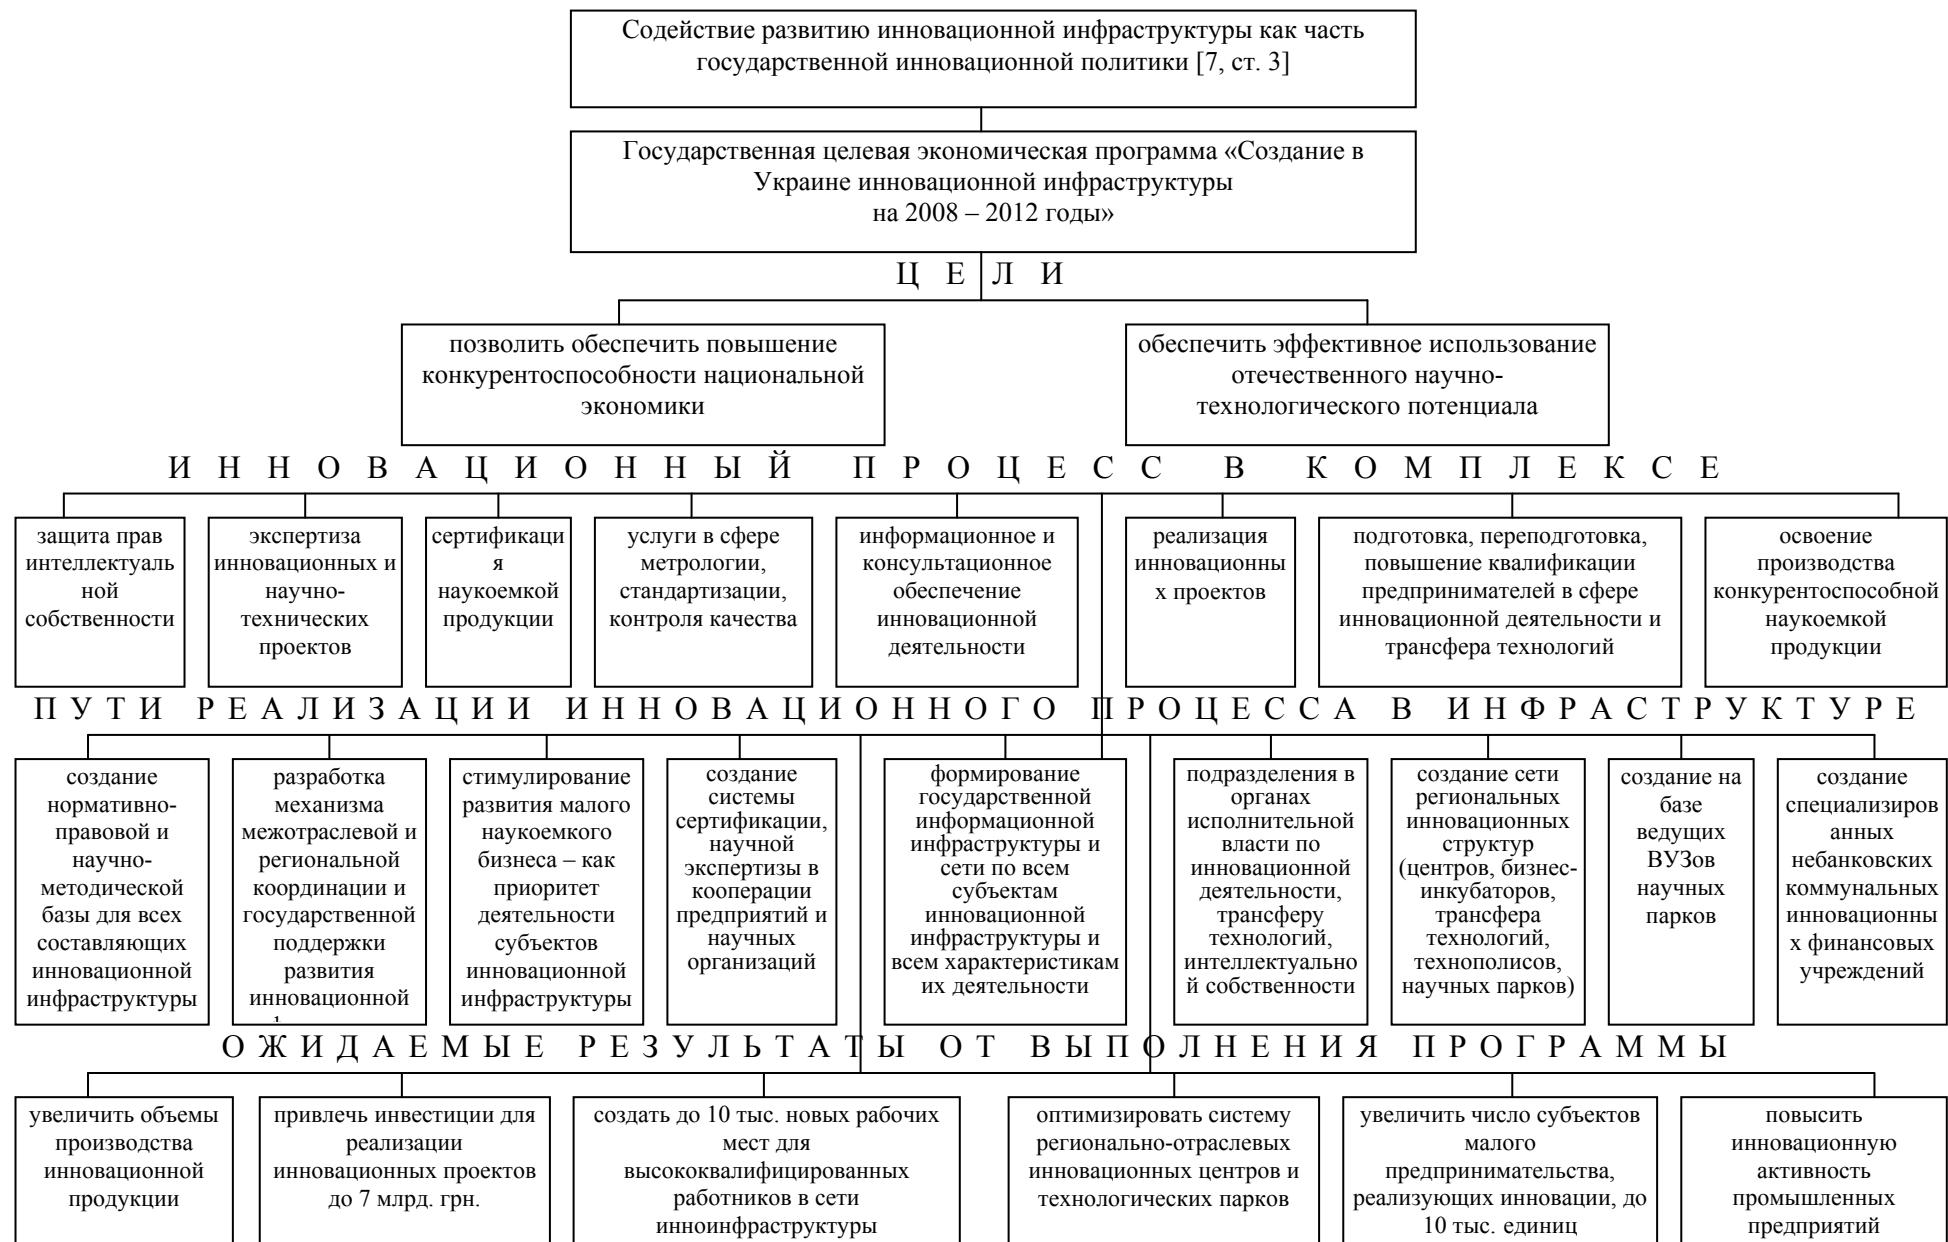 Содействие развитию инновационной инфраструктуры как часть
государственной инновационной политики [7, ст. 3]
Государственная целевая экономическая программа «Создание в
Украине инновационной инфраструктуры
на 2008 – 2012 годы»
Ц Е Л И
позволить обеспечить повышение
конкурентоспособности национальной
экономики
обеспечить эффективное использование
отечественного научно-
технологического потенциала
И Н Н О В А Ц И О Н Н Ы Й П Р О Ц Е С С В К О М П Л Е К С Е
защита прав
интеллектуаль
ной
собственности
экспертиза
инновационных и
научно-
технических
проектов
сертификаци
я
наукоемкой
продукции
услуги в сфере
метрологии,
стандартизации,
контроля качества
информационное и
консультационное
обеспечение
инновационной
деятельности
реализация
инновационны
х проектов
подготовка, переподготовка,
повышение квалификации
предпринимателей в сфере
инновационной деятельности и
трансфера технологий
освоение
производства
конкурентоспособной
наукоемкой
продукции
П У Т И Р Е А Л И З А Ц И И И Н Н О В А Ц И О Н Н О Г О П Р О Ц Е С С А В И Н Ф Р А С Т Р У К Т У Р Е
создание
нормативно-
правовой и
научно-
методической
базы для всех
составляющих
инновационной
инфраструктуры
разработка
механизма
межотраслевой и
региональной
координации и
государственной
поддержки
развития
инновационной
стимулирование
развития малого
наукоемкого
бизнеса – как
приоритет
деятельности
субъектов
инновационной
инфраструктуры
создание
системы
сертификации,
научной
экспертизы в
кооперации
предприятий и
научных
организаций
формирование
государственной
информационной
инфраструктуры и
сети по всем
субъектам
инновационной
инфраструктуры и
всем характеристикам
их деятельности
подразделения в
органах
исполнительной
власти по
инновационной
деятельности,
трансферу
технологий,
интеллектуально
й собственности
создание сети
региональных
инновационных
структур
(центров, бизнес-
инкубаторов,
трансфера
технологий,
технополисов,
научных парков)
создание на
базе
ведущих
ВУЗов
научных
парков
создание
специализиров
анных
небанковских
коммунальных
инновационны
х финансовых
учреждений
О Ж И Д А Е М Ы Е Р Е З У Л Ь Т А Т Ы О Т В Ы П О Л Н Е Н И Я П Р О Г Р А М М Ы
увеличить объемы
производства
инновационной
продукции
привлечь инвестиции для
реализации
инновационных проектов
до 7 млрд. грн.
создать до 10 тыс. новых рабочих
мест для
высококвалифицированных
работников в сети
инноинфраструктуры
оптимизировать систему
регионально-отраслевых
инновационных центров и
технологических парков
увеличить число субъектов
малого
предпринимательства,
реализующих инновации, до
10 тыс. единиц
повысить
инновационную
активность
промышленных
предприятий